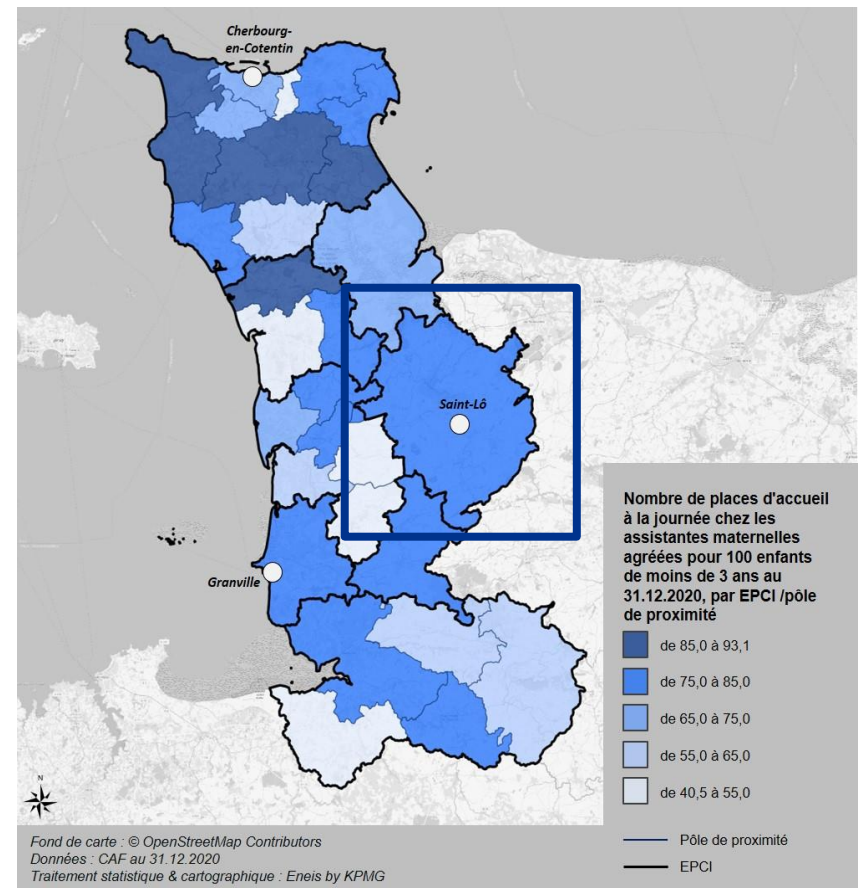 Cherbourg-
en-Cotentin
Saint-Lô
Granville
Nombre de places d'accueil
à la journée chez les
assistantes maternelles
agréées pour 100 enfants
de moins de 3 ans au
31.12.2020, par EPCI /pôle
de proximité
de 85,0 à 93,1
de 75,0 à 85,0
de 65,0 à 75,0
de 55,0 à 65,0
de 40,5 à 55,0
Pôle de proximité
EPCI
N
Fond de carte : © OpenStreetMap Contributors
Données : CAF au 31.12.2020
Traitement statistique & cartographique : Eneis by KPMG